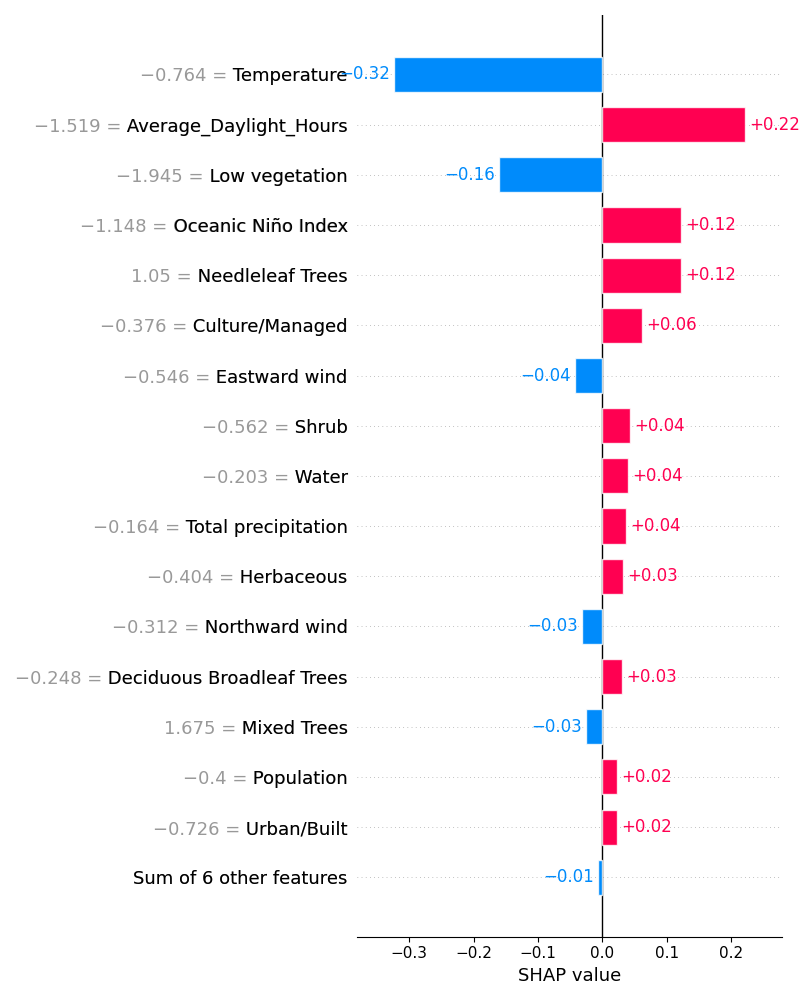 −0.764 = Temperature −0.32
−1.519 = Average_Daylight_Hours +0.22
−1.945 = Low vegetation −0.16
−1.148 = Oceanic Niño Index +0.12
1.05 = Needleleaf Trees +0.12
−0.376 = Culture/Managed +0.06
−0.546 = Eastward wind −0.04
−0.562 = Shrub +0.04
−0.203 = Water +0.04
−0.164 = Total precipitation +0.04
−0.404 = Herbaceous +0.03
−0.312 = Northward wind −0.03
−0.248 = Deciduous Broadleaf Trees +0.03
1.675 = Mixed Trees −0.03
−0.4 = Population +0.02
−0.726 = Urban/Built +0.02
Sum of 6 other features −0.01
−0.3 −0.2 −0.1 0.0 0.1 0.2
SHAP value